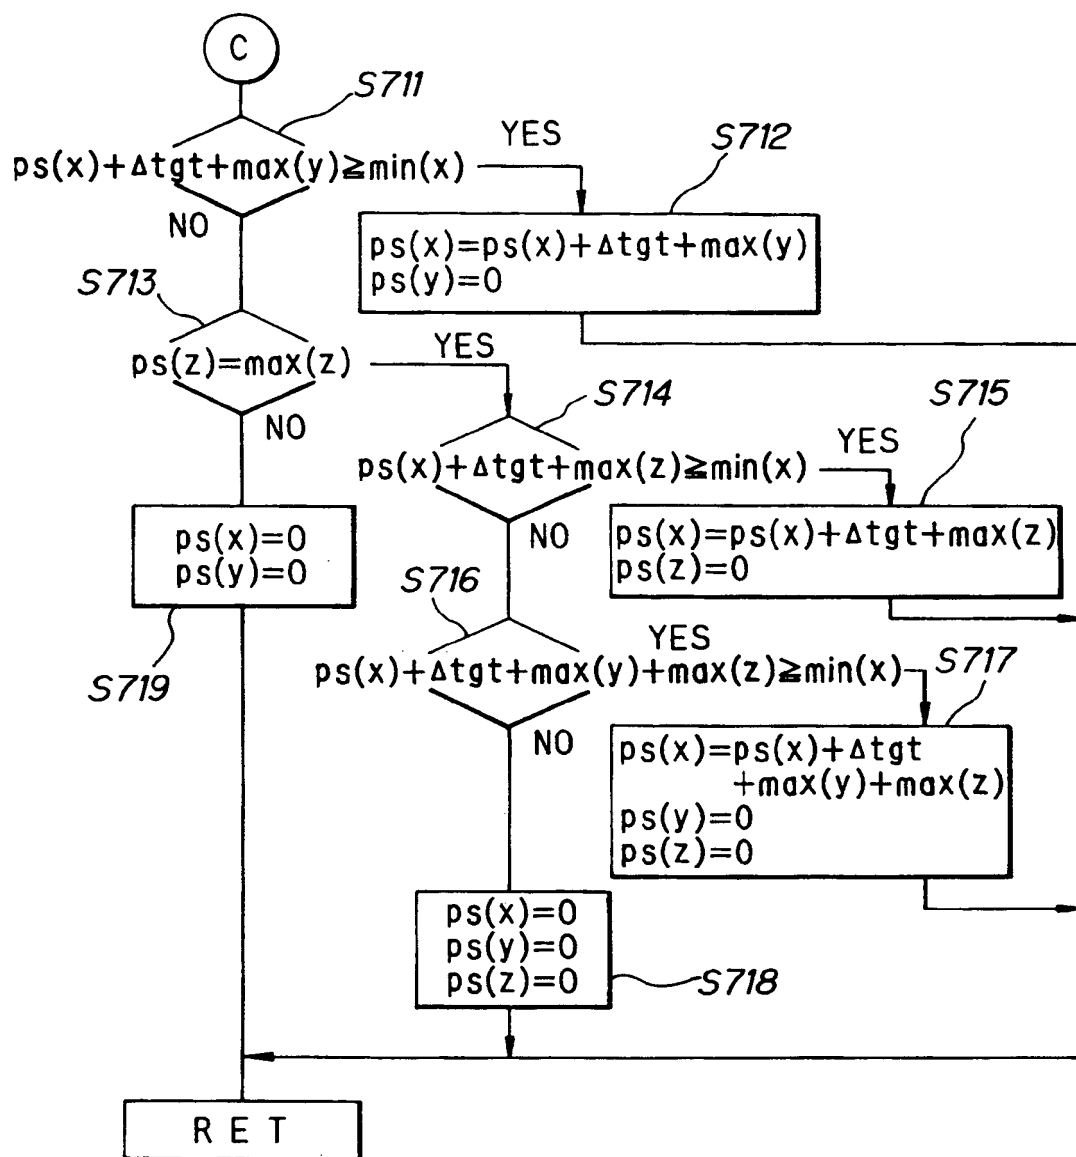 C
S711
ps(x)+Δtgt+max(y)≧min(x)
YES
S712
NO
ps(x)=ps(x)+Δtgt+max(y)
ps(y)=0
S713
ps(z)=max(z)
YES
NO
S714
S715
ps(x)+Δtgt+max(z)≧min(x)
YES
NO
ps(x)=ps(x)+Δtgt+max(z)
ps(z)=0
ps(x)=0
ps(y)=0
S719
S716
ps(x)+Δtgt+max(y)+max(z)≧min(x)
YES
S717
NO
ps(x)=ps(x)+Δtgt
+max(y)+max(z)
ps(y)=0
ps(z)=0
ps(x)=0
ps(y)=0
ps(z)=0
S718
RET